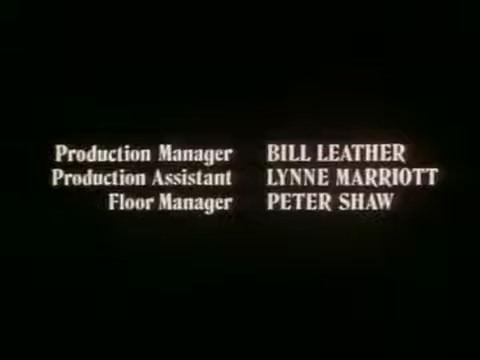 Production Manager BILL LEATHER
Production Assistant LYNNE MARRIOTT
Floor Manager PETER SHAW